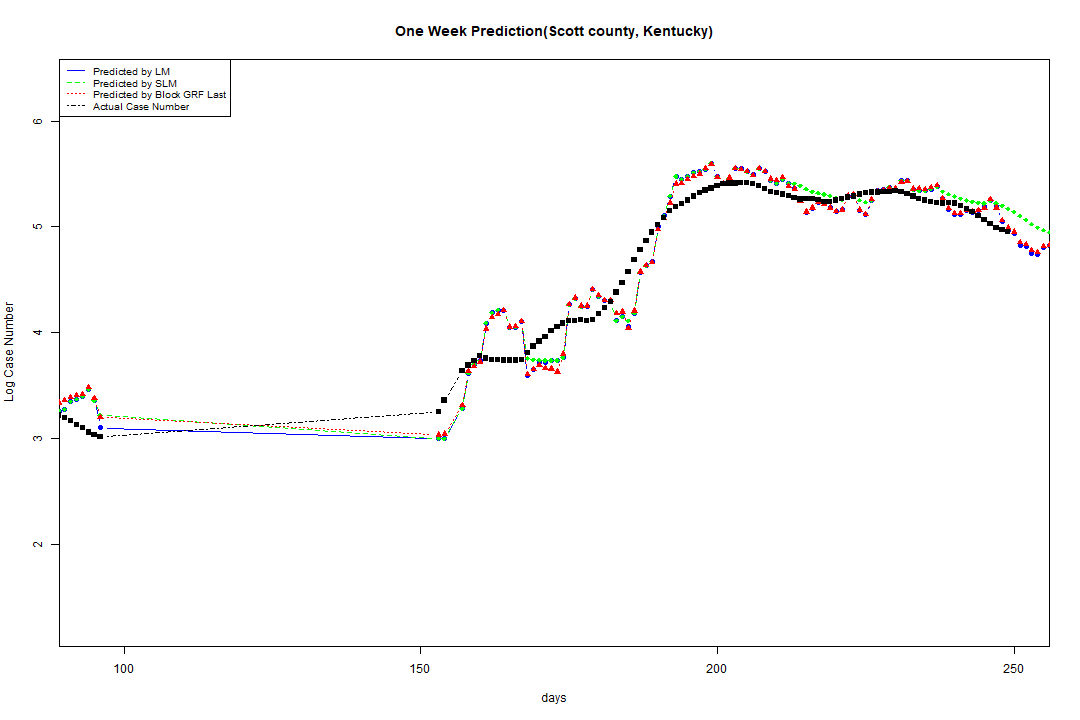 One Week Prediction(Scott county, Kentucky)
Predicted by LM
Predicted by SLM
Predicted by Block GRF Last
Actual Case Number
6
5
4
3
2
Log Case Number
100 150 200 250
days